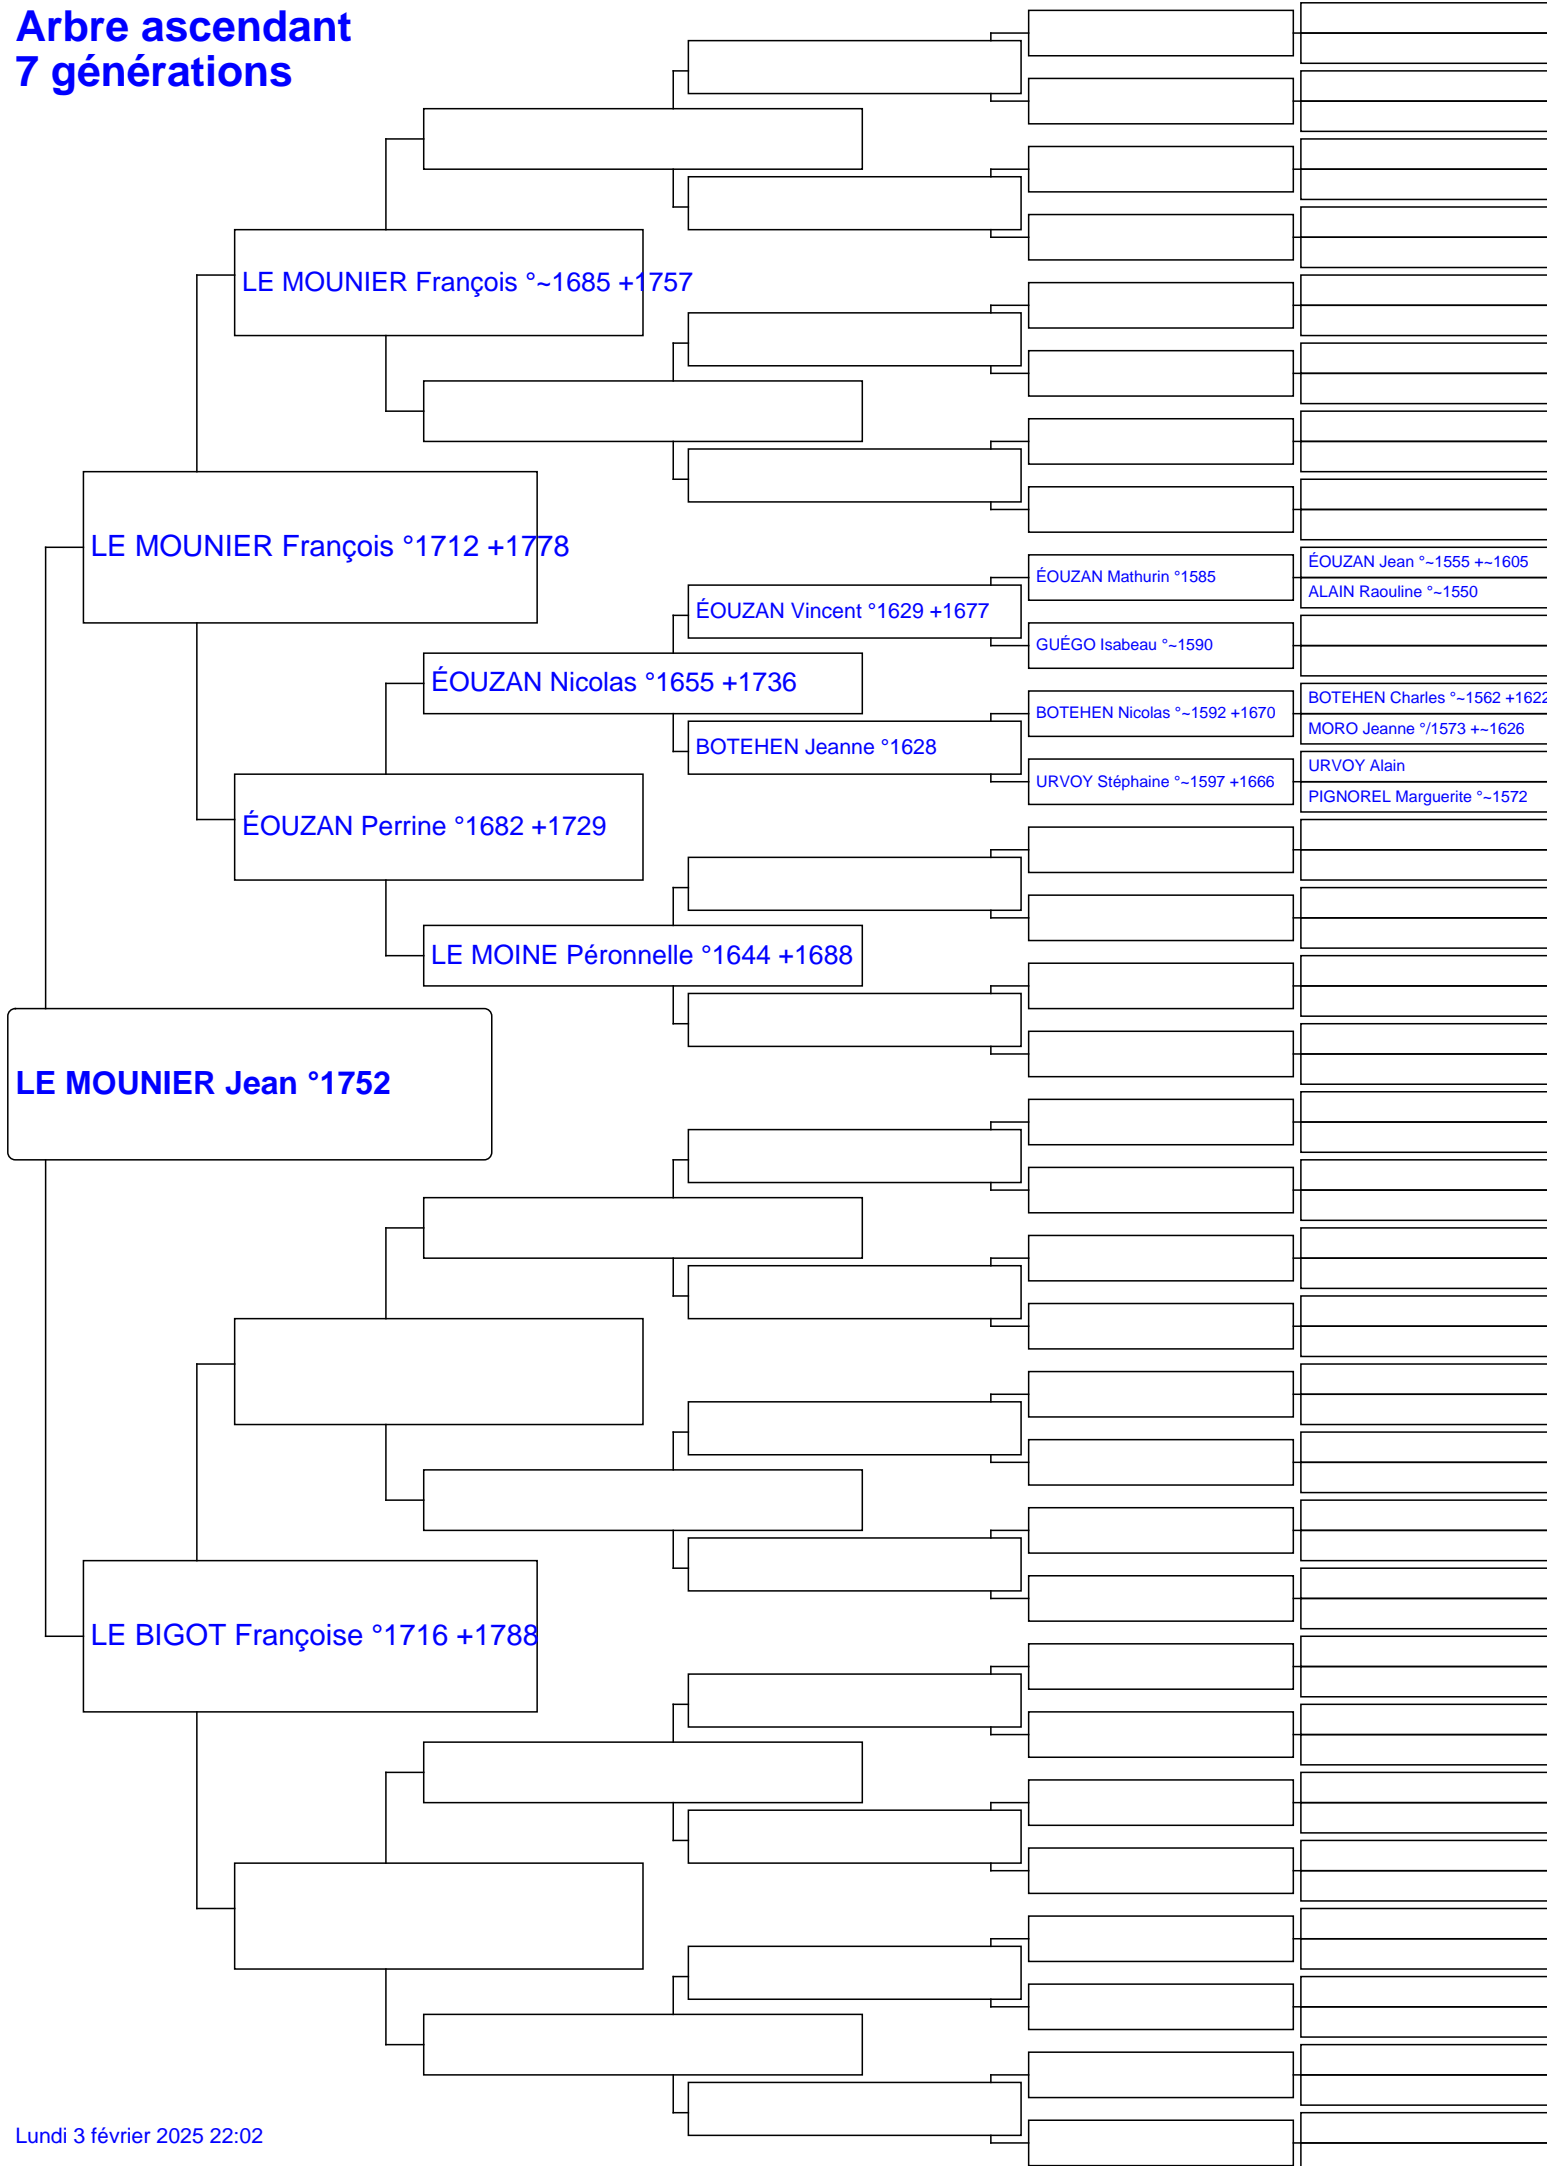 Arbre ascendant
7 générations
LE MOUNIER François °~1685 +1757
LE MOUNIER François °1712 +1778
ÉOUZAN Jean °~1555 +~1605
ÉOUZAN Mathurin °1585
ALAIN Raouline °~1550
ÉOUZAN Vincent °1629 +1677
GUÉGO Isabeau °~1590
ÉOUZAN Nicolas °1655 +1736
BOTEHEN Charles °~1562 +1622
BOTEHEN Nicolas °~1592 +1670
MORO Jeanne °/1573 +~1626
BOTEHEN Jeanne °1628
URVOY Alain
URVOY Stéphaine °~1597 +1666
PIGNOREL Marguerite °~1572
ÉOUZAN Perrine °1682 +1729
LE MOINE Péronnelle °1644 +1688
LE MOUNIER Jean °1752
LE BIGOT Françoise °1716 +1788
Lundi 3 février 2025 22:02